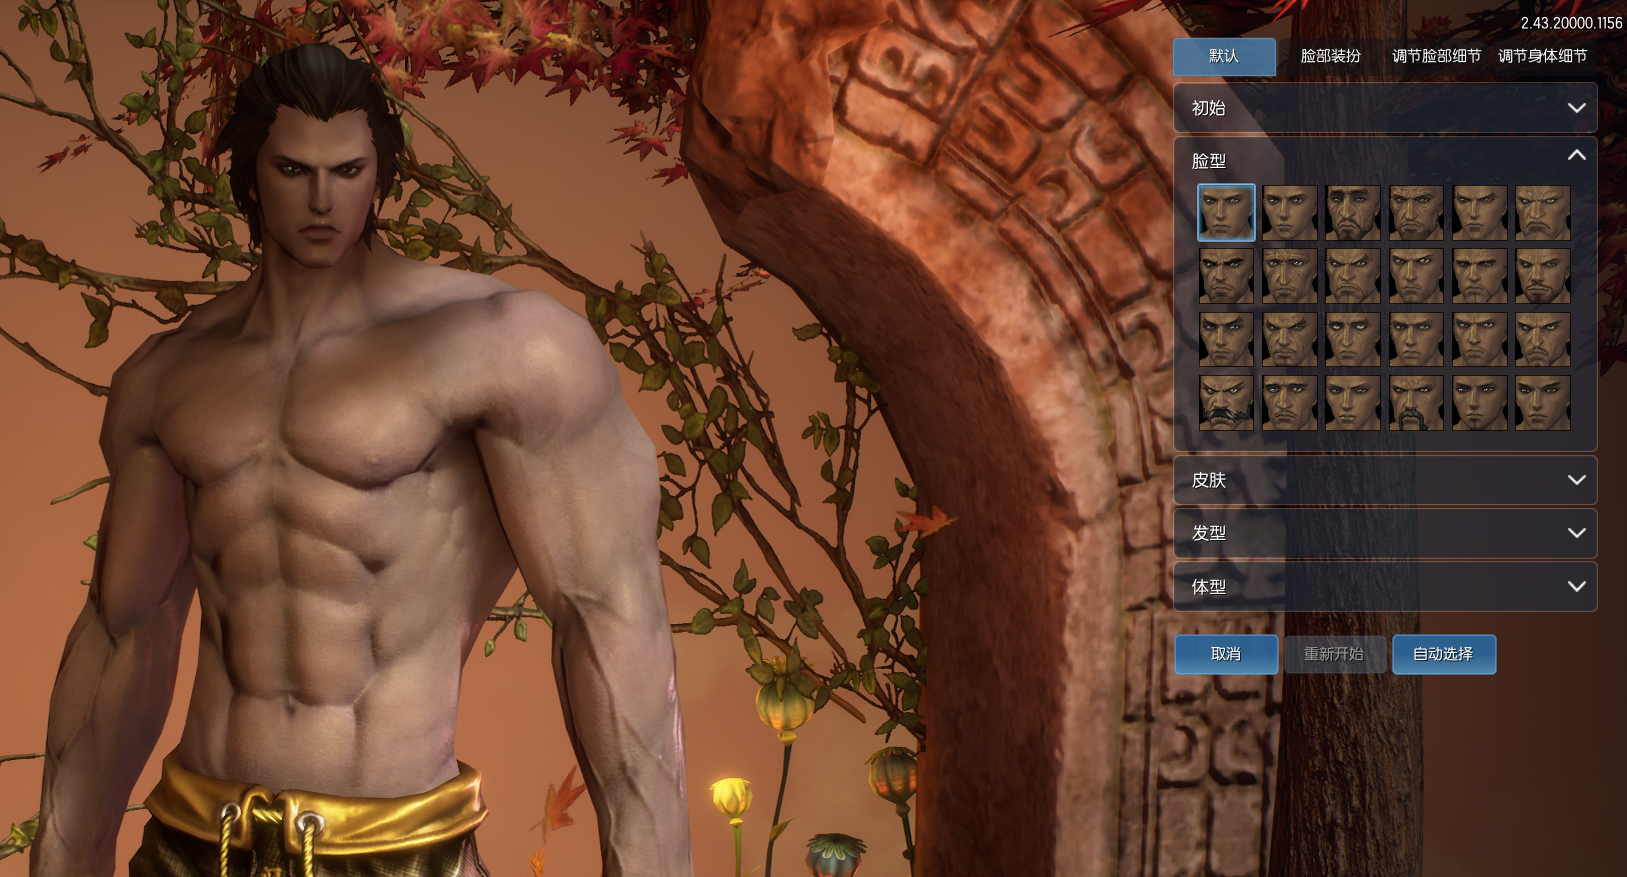 2.43.20000.1156
默认 脸部装扮 调节脸部细节 调节身体细节
初始
脸型
皮肤
发型
体型
取消 重新开始 自动选择